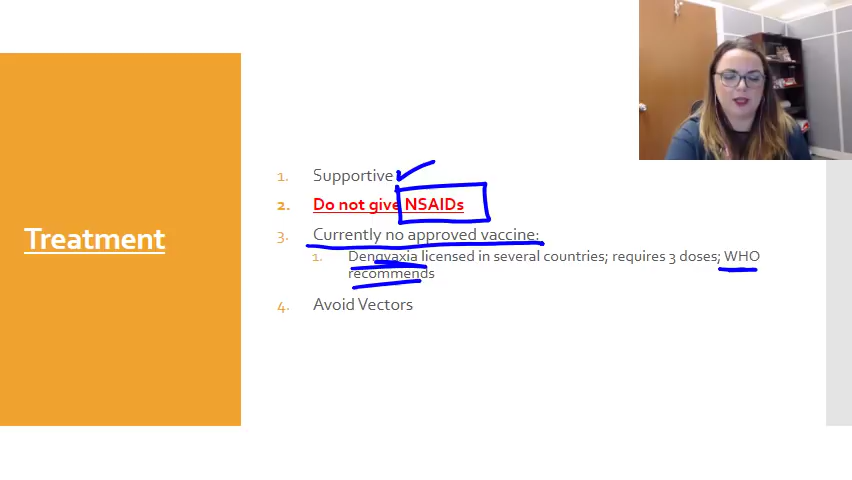 Treatment
1. Supportive
2. Do not give NSAIDs
3. Currently no approved vaccine:
1. Dengvaxia licensed in several countries; requires 3 doses; WHO
recommends
4. Avoid Vectors